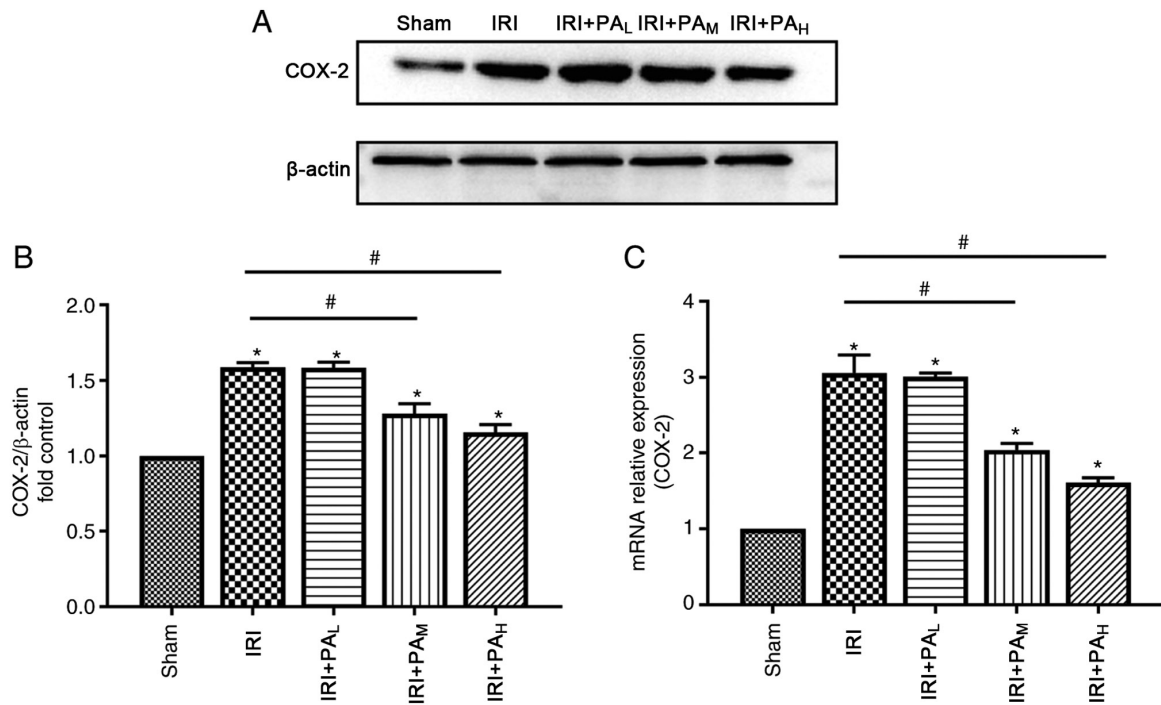 A
Sham IRI IRI+PAL IRI+PAM IRI+PAH
COX-2
β-actin
B
#
#
2.0
1.5
1.0
0.5
0.0
COX-2/β-actin
fold control
* * * *
Sham IRI IRI+PAL IRI+PAM IRI+PAH
C
#
#
4
3
2
1
0
mRNA relative expression
(COX-2)
* * * *
Sham IRI IRI+PAL IRI+PAM IRI+PAH